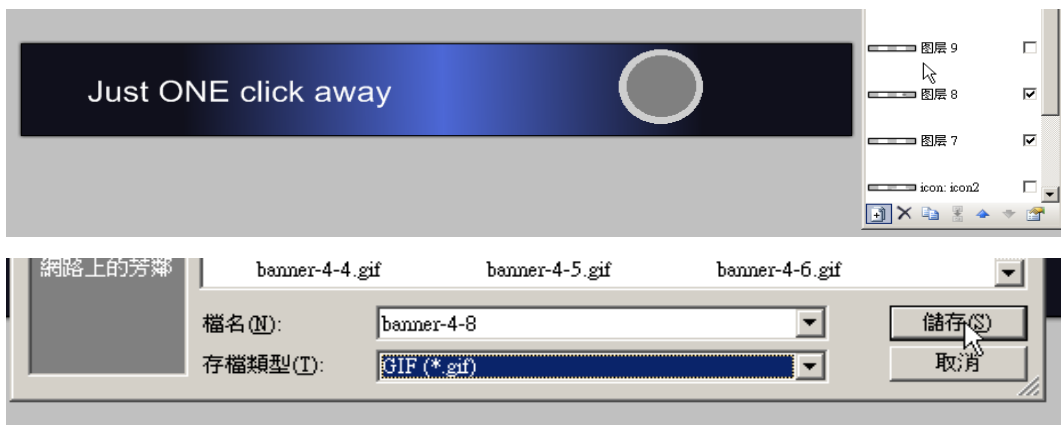 图层 9
Just ONE click away
图层 8
图层 7
icon: icon2
網路上的芳鄰
banner-4-4.gif banner-4-5.gif banner-4-6.gif
檔名(N): banner-4-8 儲存(S)
存檔類型(T): GIF (*.gif) 取消